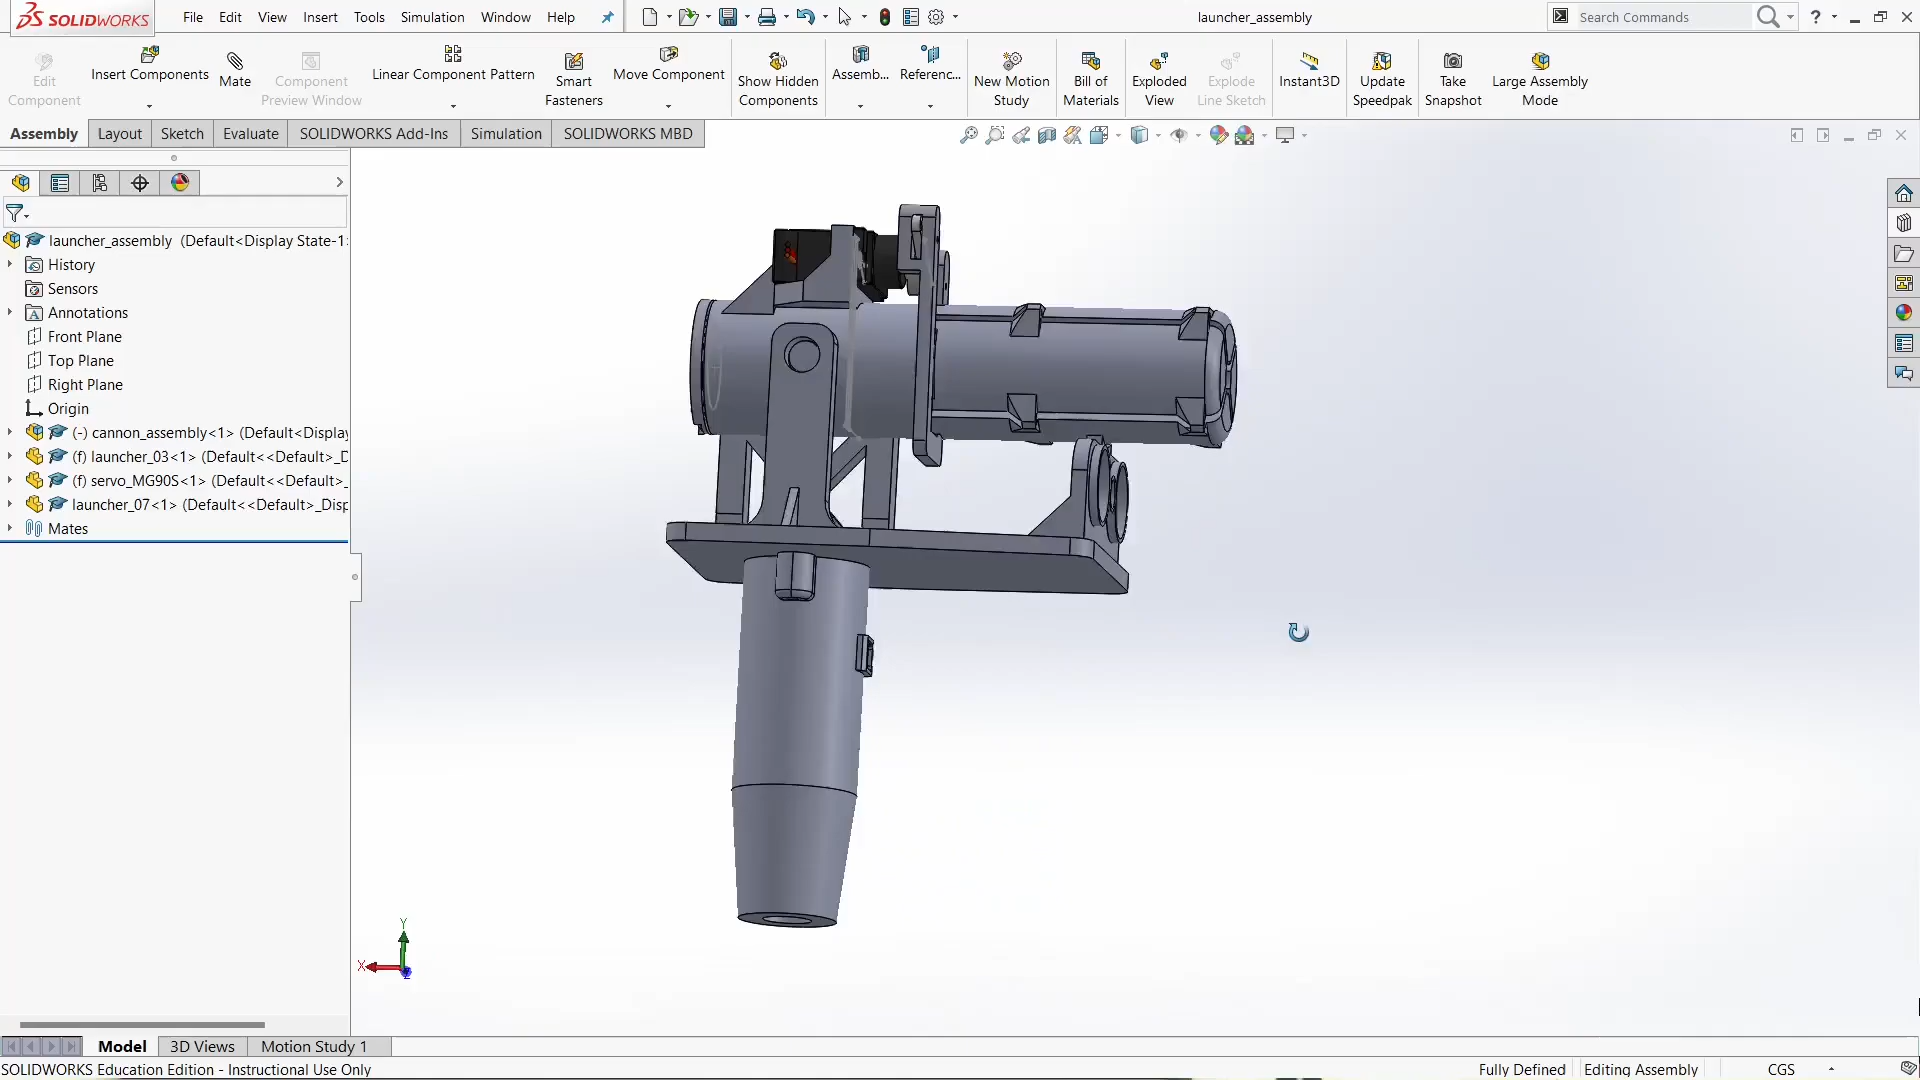 SOLIDWORKS
File Edit View Insert Tools Simulation Window Help
launcher_assembly
Search Commands
?
Edit Component
Insert Components
Mate
Component Preview Window
Linear Component Pattern
Smart Fasteners
Move Component
Show Hidden Components
Assemb...
Referenc...
New Motion Study
Bill of Materials
Exploded View
Explode Line Sketch
Instant3D
Update Speedpak
Take Snapshot
Large Assembly Mode
Assembly Layout Sketch Evaluate SOLIDWORKS Add-Ins Simulation SOLIDWORKS MBD
launcher_assembly (Default<Display State-1
History
Sensors
Annotations
Front Plane
Top Plane
Right Plane
Origin
(-) cannon_assembly<1> (Default<Display
(f) launcher_03<1> (Default<<Default>_D
(f) servo_MG90S<1> (Default<<Default>_
launcher_07<1> (Default<<Default>_Disp
Mates
Y
X
Z
Model 3D Views Motion Study 1
SOLIDWORKS Education Edition - Instructional Use Only
Fully Defined Editing Assembly CGS